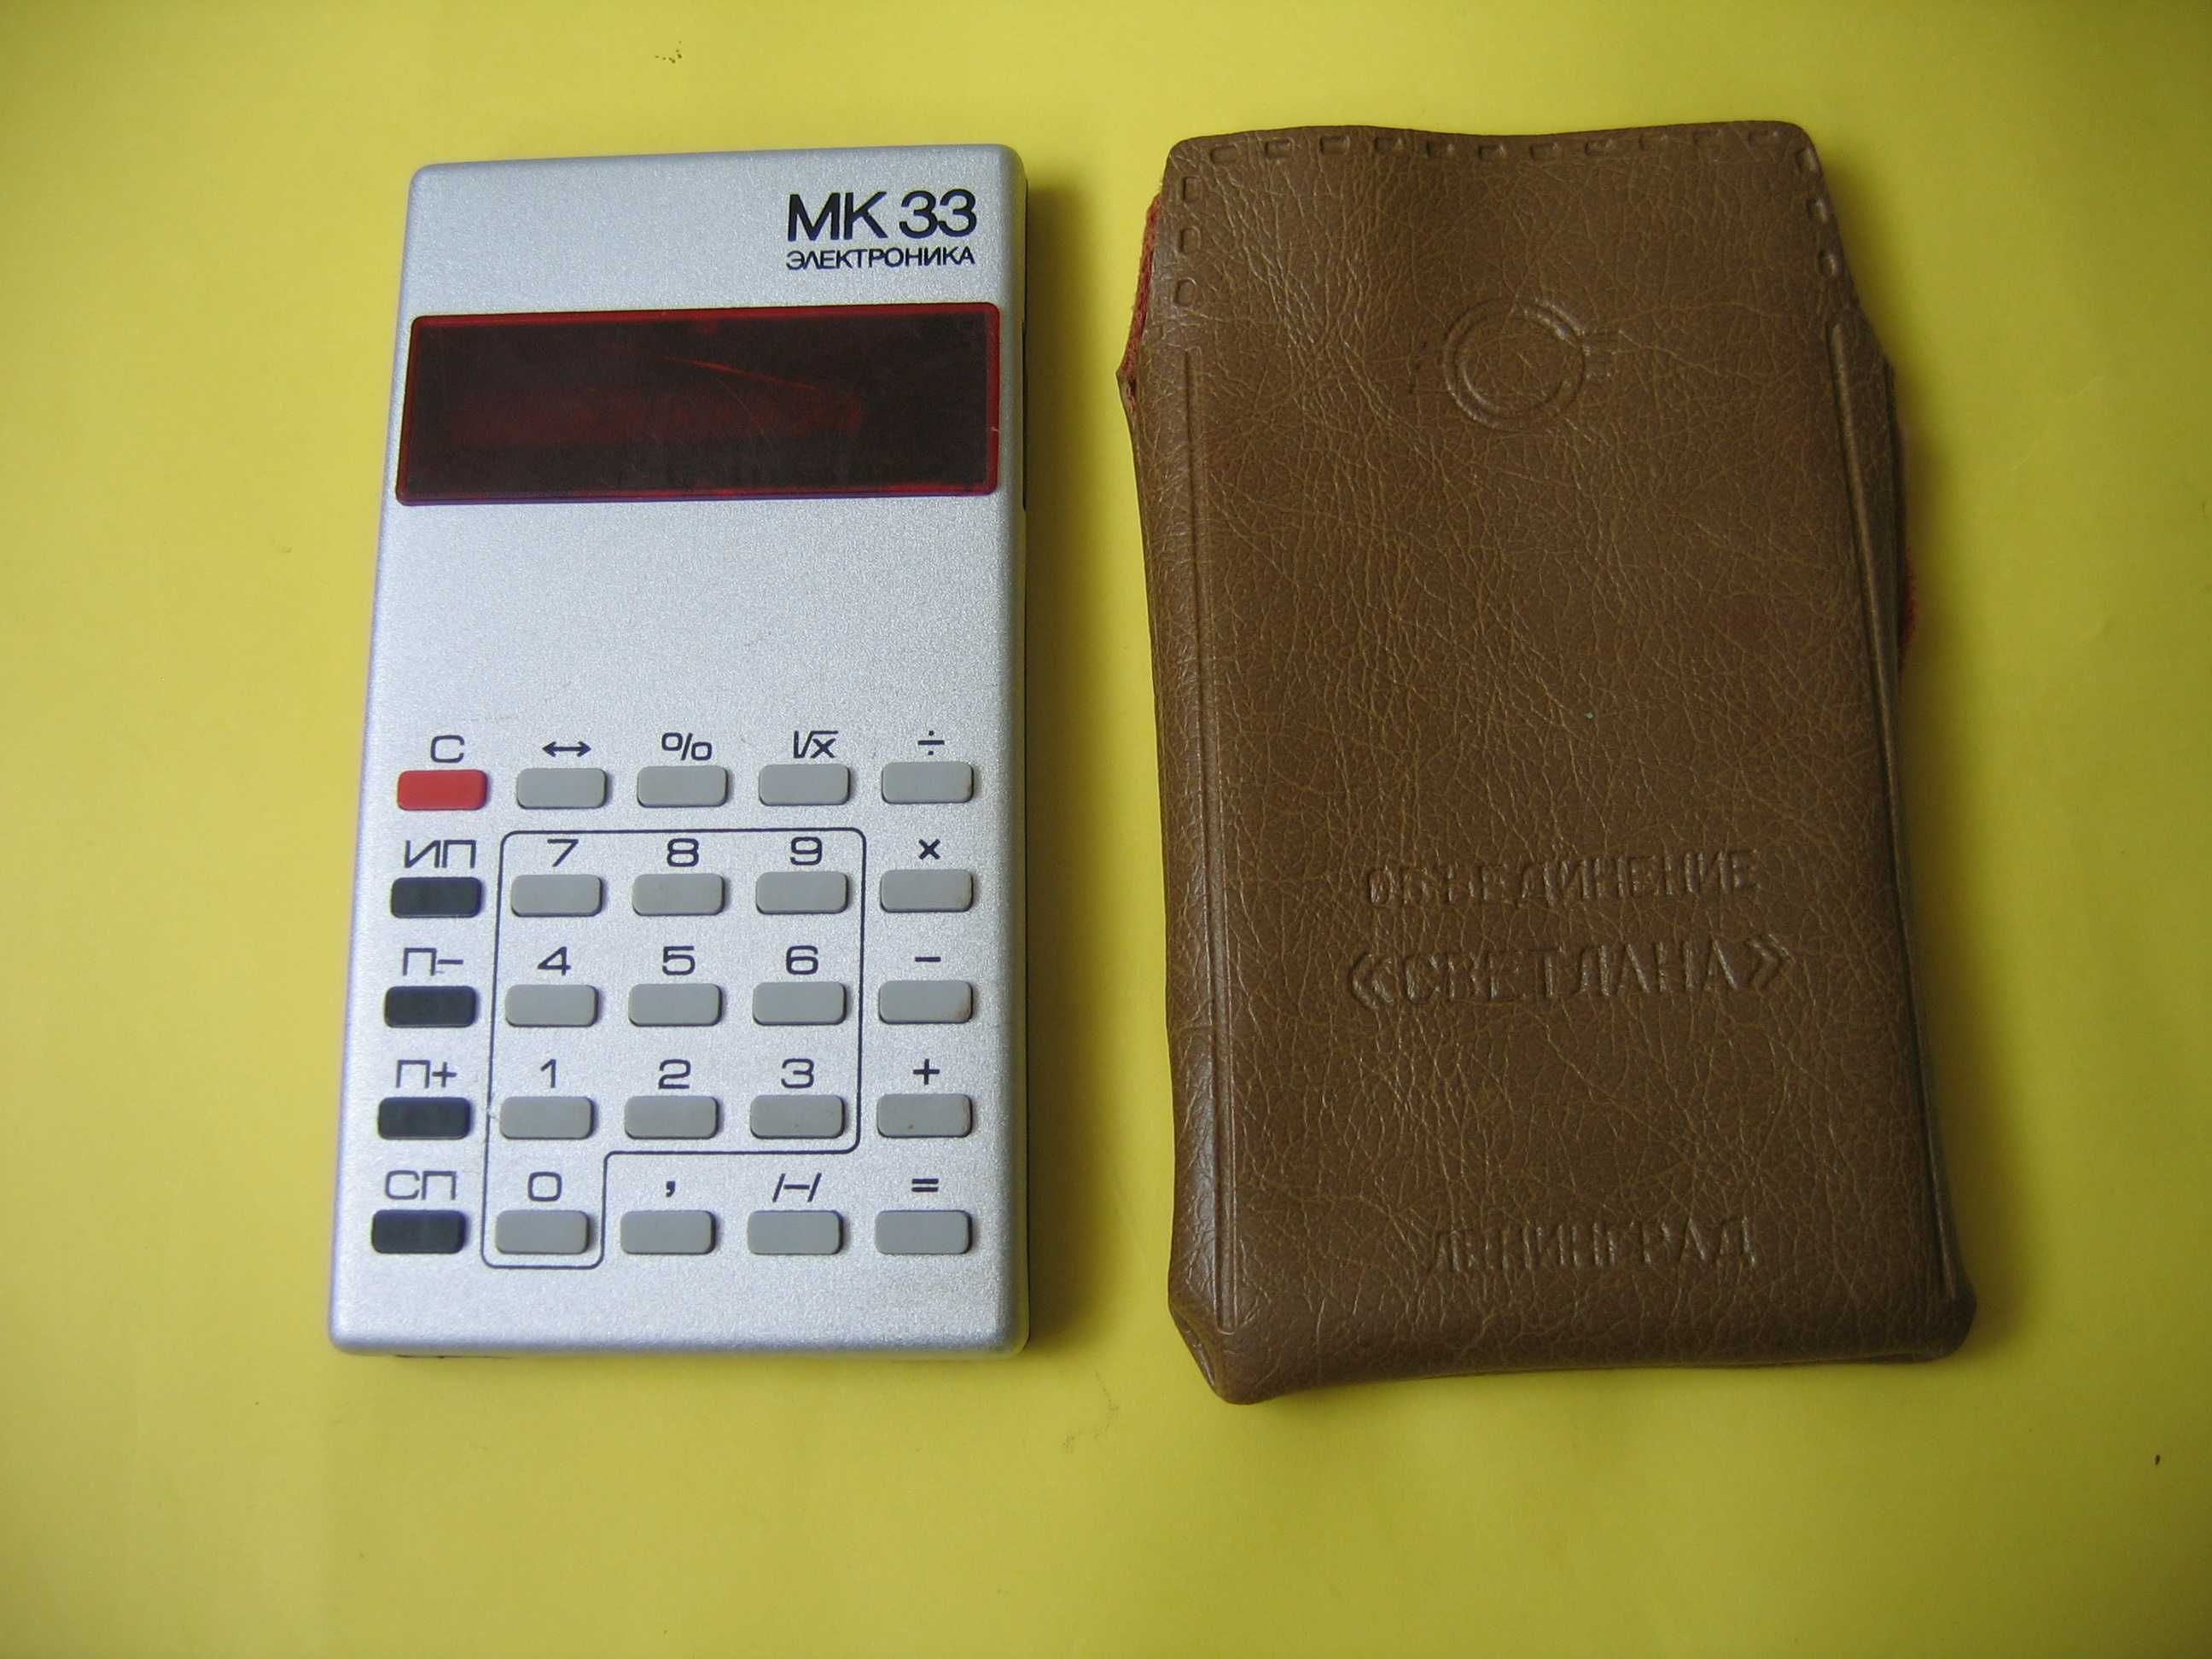 МК 33
ЭЛЕКТРОНИКА
С ↔ % √x ÷
ИП 7 8 9 ×
П− 4 5 6 −
П+ 1 2 3 +
СП 0 , /−/ =
ОБЪЕДИНЕНИЕ
«СВЕТЛАНА»
ЛЕНИНГРАД